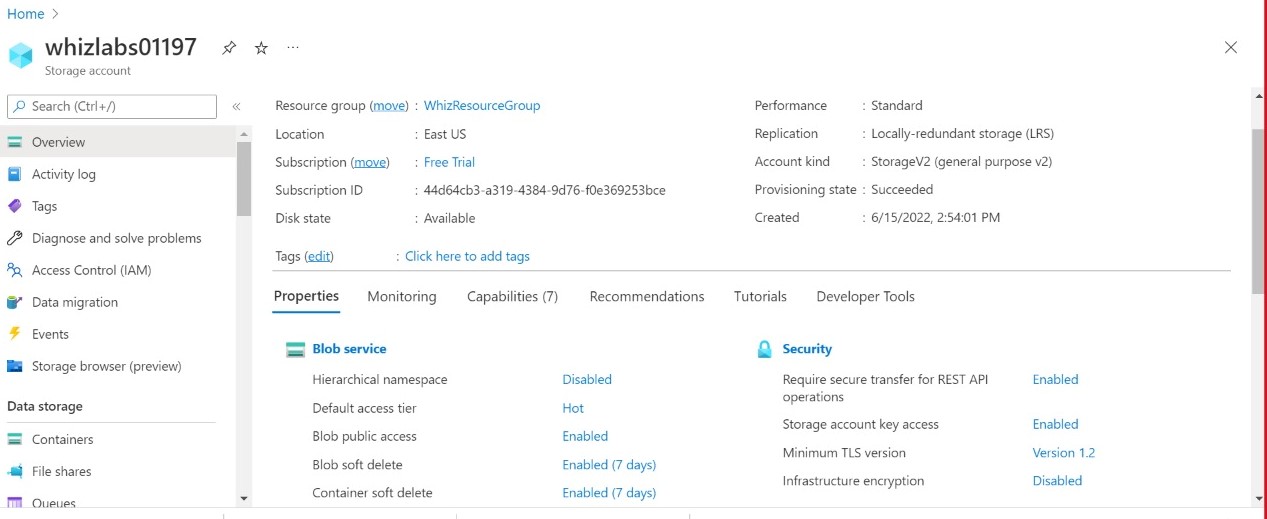 Home >
whizlabs01197
Storage account
Search (Ctrl+/)
Overview
Activity log
Tags
Diagnose and solve problems
Access Control (IAM)
Data migration
Events
Storage browser (preview)
Data storage
Containers
File shares
Queues
Resource group (move) : WhizResourceGroup
Location : East US
Subscription (move) : Free Trial
Subscription ID : 44d64cb3-a319-4384-9d76-f0e369253bce
Disk state : Available
Tags (edit) : Click here to add tags
Performance : Standard
Replication : Locally-redundant storage (LRS)
Account kind : StorageV2 (general purpose v2)
Provisioning state : Succeeded
Created : 6/15/2022, 2:54:01 PM
Properties Monitoring Capabilities (7) Recommendations Tutorials Developer Tools
Blob service
Hierarchical namespace Disabled
Default access tier Hot
Blob public access Enabled
Blob soft delete Enabled (7 days)
Container soft delete Enabled (7 days)
Security
Require secure transfer for REST API Enabled
operations
Storage account key access Enabled
Minimum TLS version Version 1.2
Infrastructure encryption Disabled